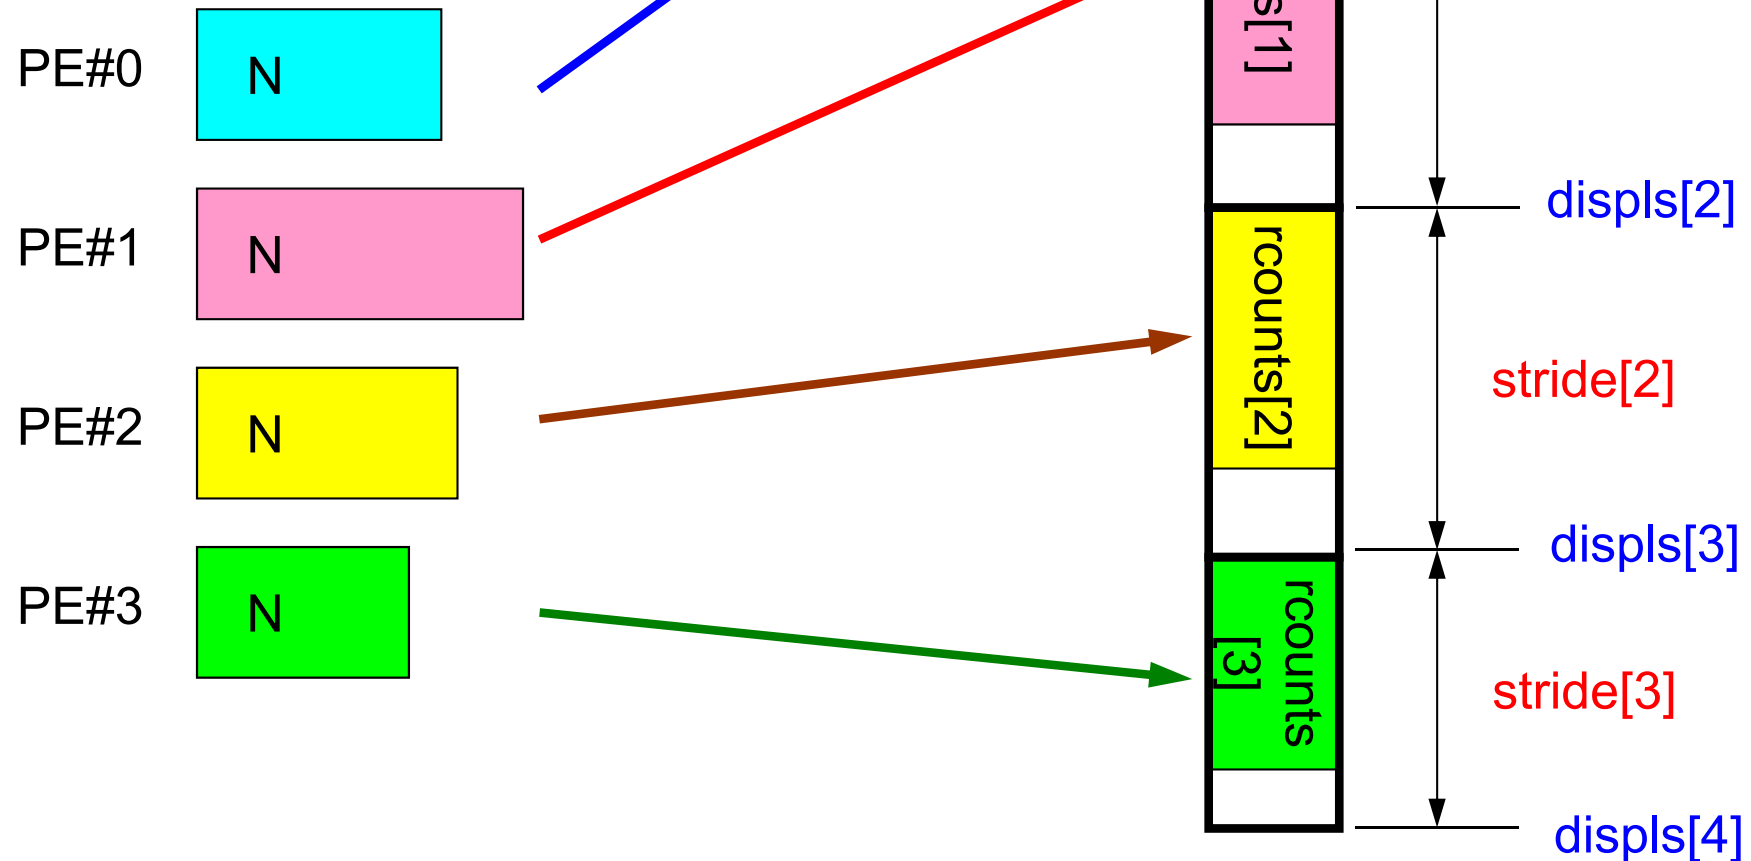 PE#0
N
PE#1
N
PE#2
N
PE#3
N
s[1]
rcounts[2]
rcounts
[3]
displs[2]
stride[2]
displs[3]
stride[3]
displs[4]